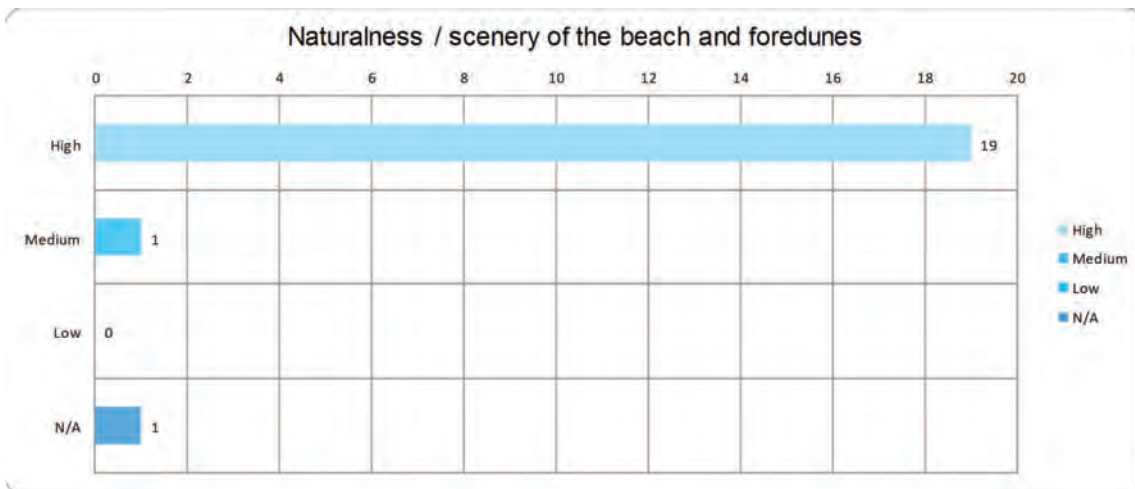 Naturalness / scenery of the beach and foredunes
0 2 4 6 8 10 12 14 16 18 20
High 19
Medium 1
Low 0
N/A 1
High
Medium
Low
N/A